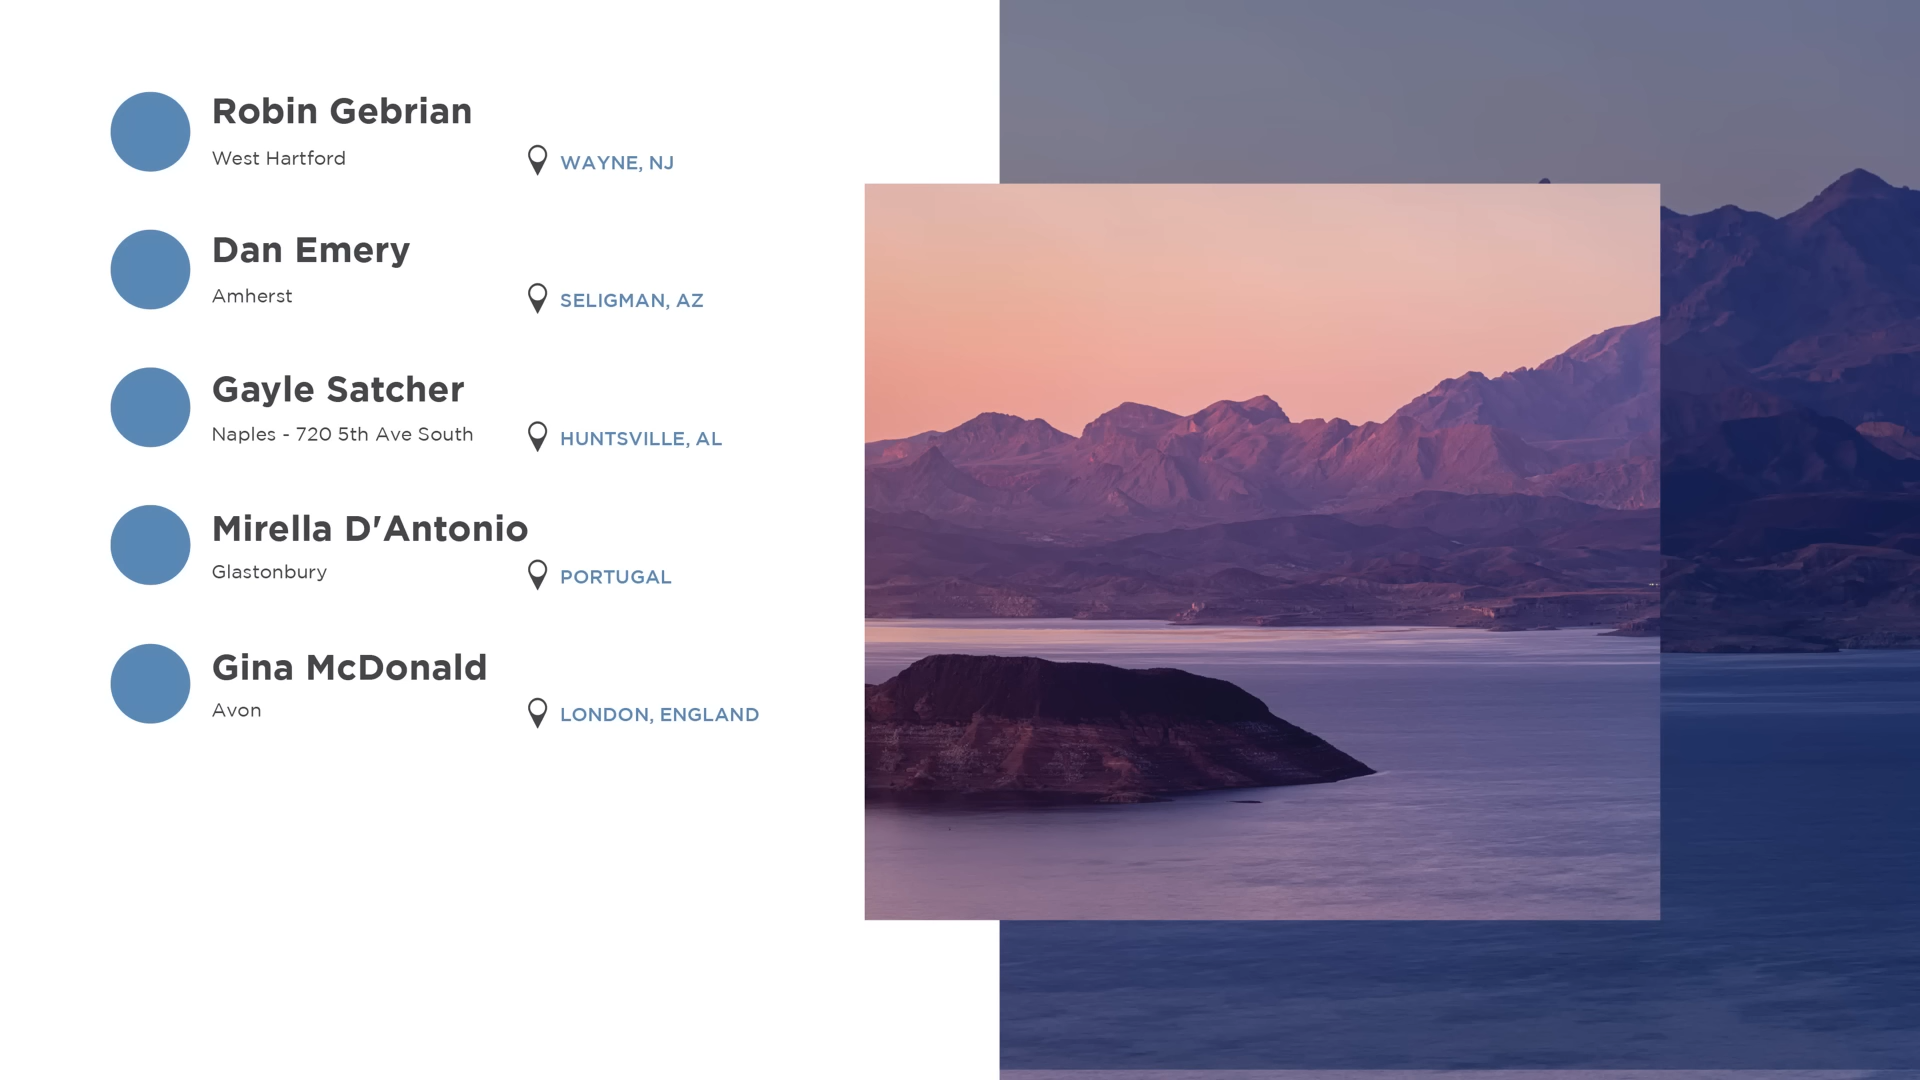 Robin Gebrian
West Hartford
WAYNE, NJ
Dan Emery
Amherst
SELIGMAN, AZ
Gayle Satcher
Naples - 720 5th Ave South
HUNTSVILLE, AL
Mirella D'Antonio
Glastonbury
PORTUGAL
Gina McDonald
Avon
LONDON, ENGLAND